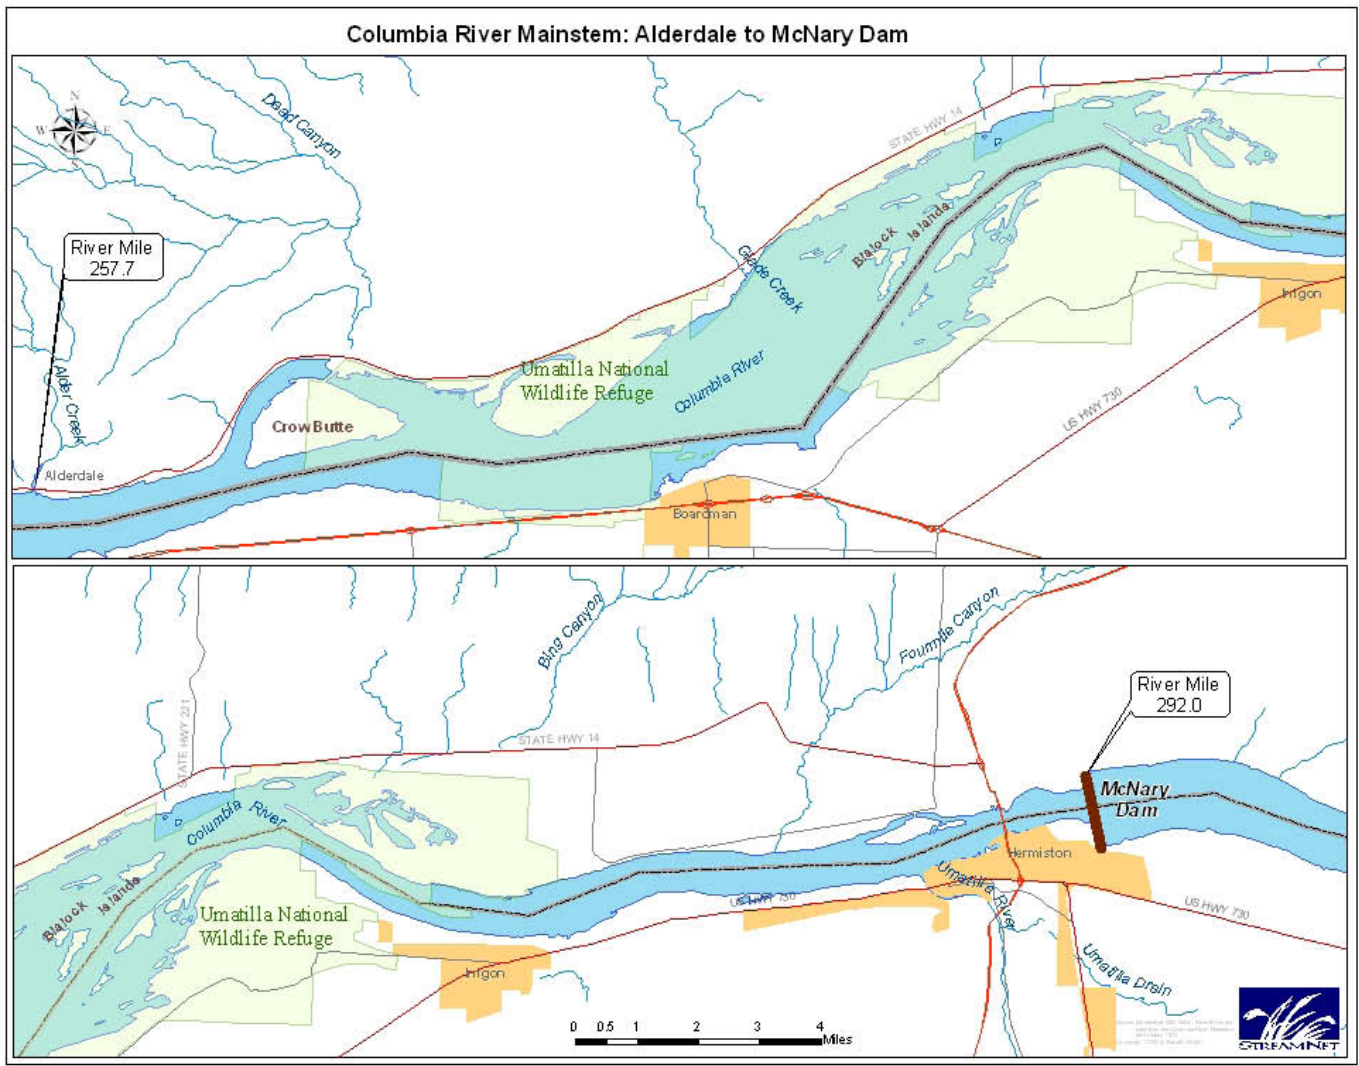 Columbia River Mainstem: Alderdale to McNary Dam
N
W
E
S
Dead Canyon
STATE HWY 14
River Mile
257.7
Blalock
Islands
Glade Creek
Irrigon
Umatilla National
Wildlife Refuge
Columbia River
Alder Creek
Crow Butte
US HWY 730
Alderdale
Boardman
Bing Canyon
Fourmile Canyon
River Mile
292.0
STATE HWY 221
STATE HWY 14
McNary
Dam
Columbia River
Hermiston
Umatilla River
Blalock
Islands
US HWY 730
US HWY 730
Umatilla National
Wildlife Refuge
Umatilla Drain
Irrigon
0 0.5 1 2 3 4
Miles
STREAMNET